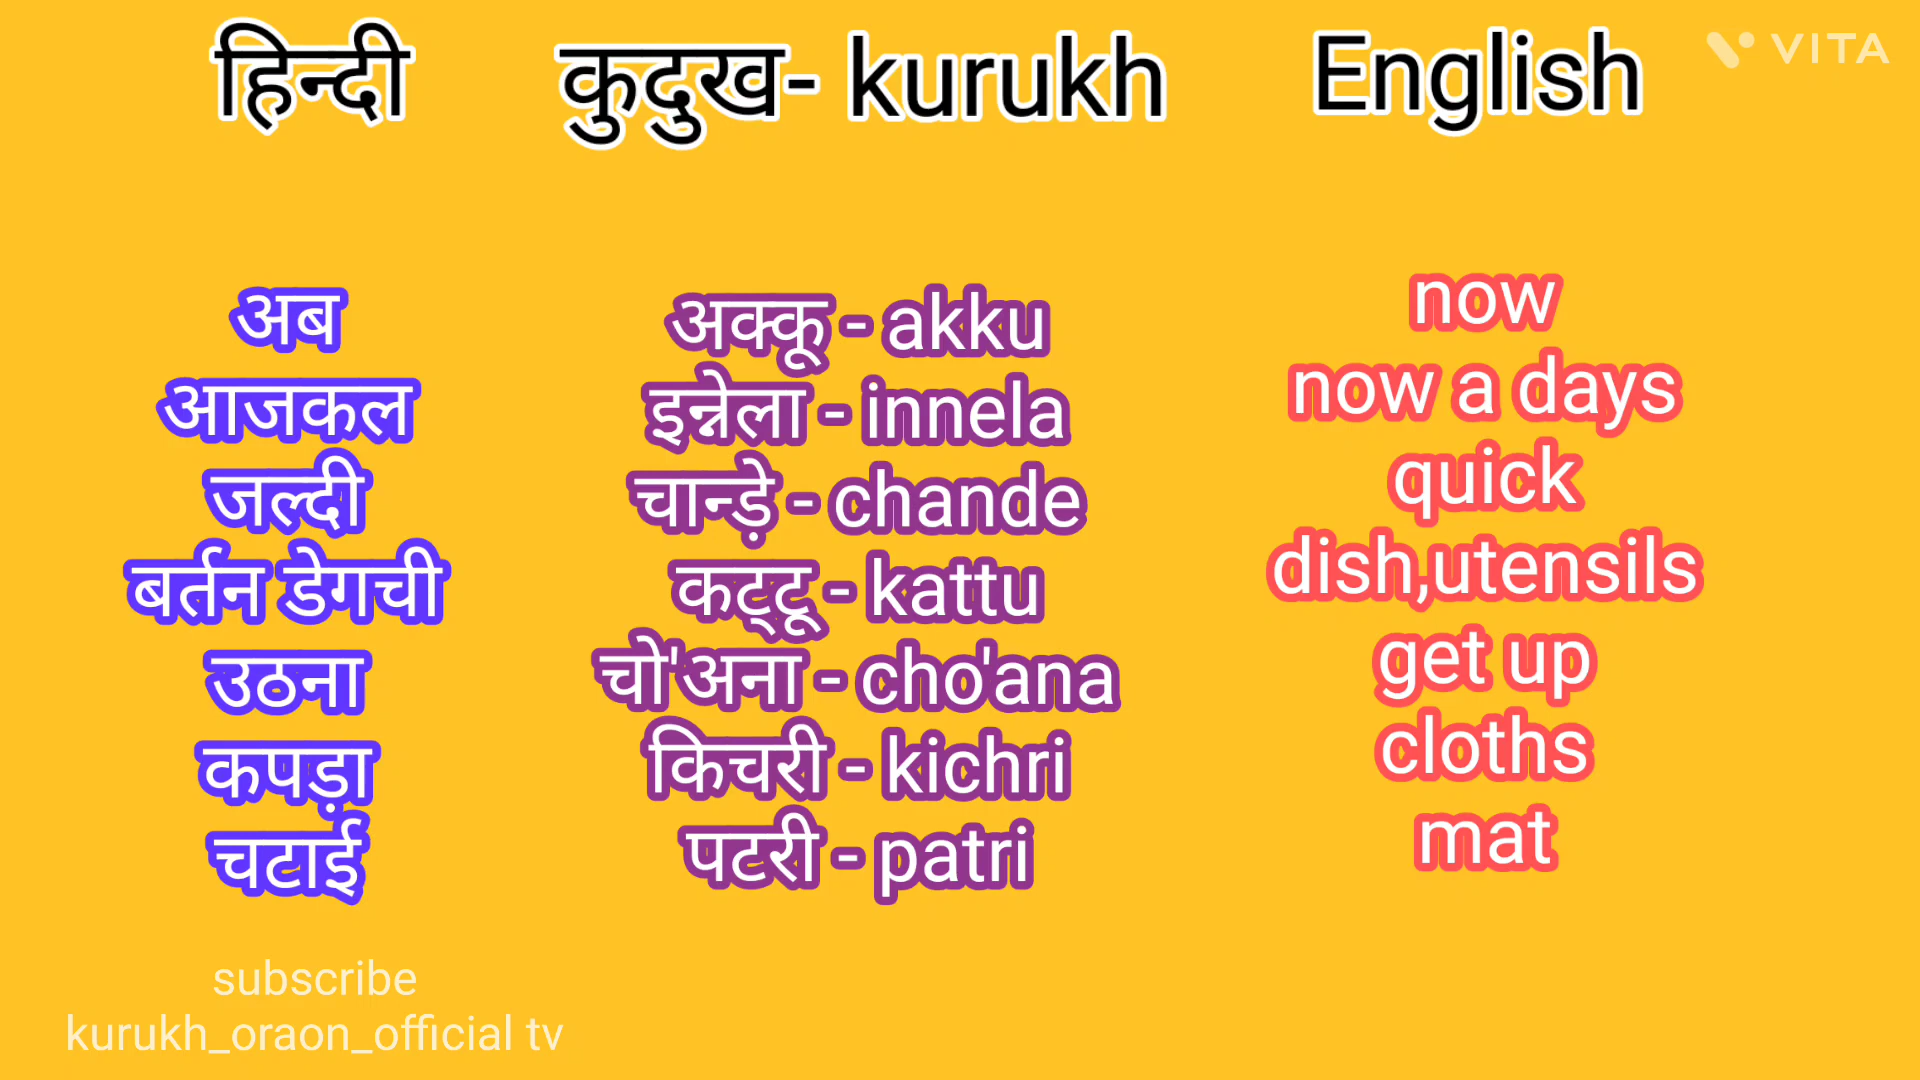 हिन्दी कुदुख- kurukh English
VITA
अब अक्कू - akku now
आजकल इन्नेला - innela now a days
जल्दी चान्ड़े - chande quick
बर्तन डेगची कट्टू - kattu dish,utensils
उठना चो'अना - cho'ana get up
कपड़ा किचरी - kichri cloths
चटाई पटरी - patri mat
subscribe
kurukh_oraon_official tv